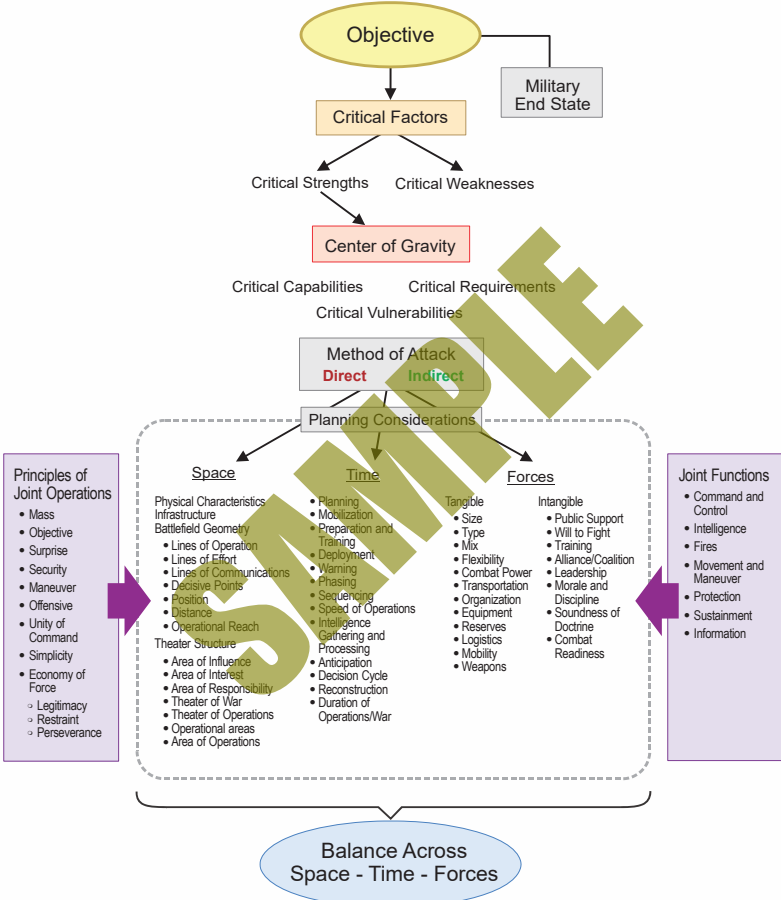 Objective
Military
End State
Critical Factors
Critical Strengths
Critical Weaknesses
Center of Gravity
Critical Capabilities
Critical Requirements
Critical Vulnerabilities
Method of Attack
Direct
Indirect
Planning Considerations
Principles of
Joint Operations
• Mass
• Objective
• Surprise
• Security
• Maneuver
• Offensive
• Unity of
Command
• Simplicity
• Economy of
Force
○ Legitimacy
○ Restraint
○ Perseverance
Space
Physical Characteristics
Infrastructure
Battlefield Geometry
• Lines of Operation
• Lines of Effort
• Lines of Communications
• Decisive Points
• Position
• Distance
• Operational Reach
Theater Structure
• Area of Influence
• Area of Interest
• Area of Responsibility
• Theater of War
• Theater of Operations
• Operational areas
• Area of Operations
Time
• Planning
• Mobilization
• Preparation and
Training
• Deployment
• Warning
• Phasing
• Sequencing
• Speed of Operations
• Intelligence
Gathering and
Processing
• Anticipation
• Decision Cycle
• Reconstruction
• Duration of
Operations/War
Forces
Tangible
• Size
• Type
• Mix
• Flexibility
• Combat Power
• Transportation
• Organization
• Equipment
• Reserves
• Logistics
• Mobility
• Weapons
Intangible
• Public Support
• Will to Fight
• Training
• Alliance/Coalition
• Leadership
• Morale and
Discipline
• Soundness of
Doctrine
• Combat
Readiness
Joint Functions
• Command and
Control
• Intelligence
• Fires
• Movement and
Maneuver
• Protection
• Sustainment
• Information
Balance Across
Space - Time - Forces
SAMPLE